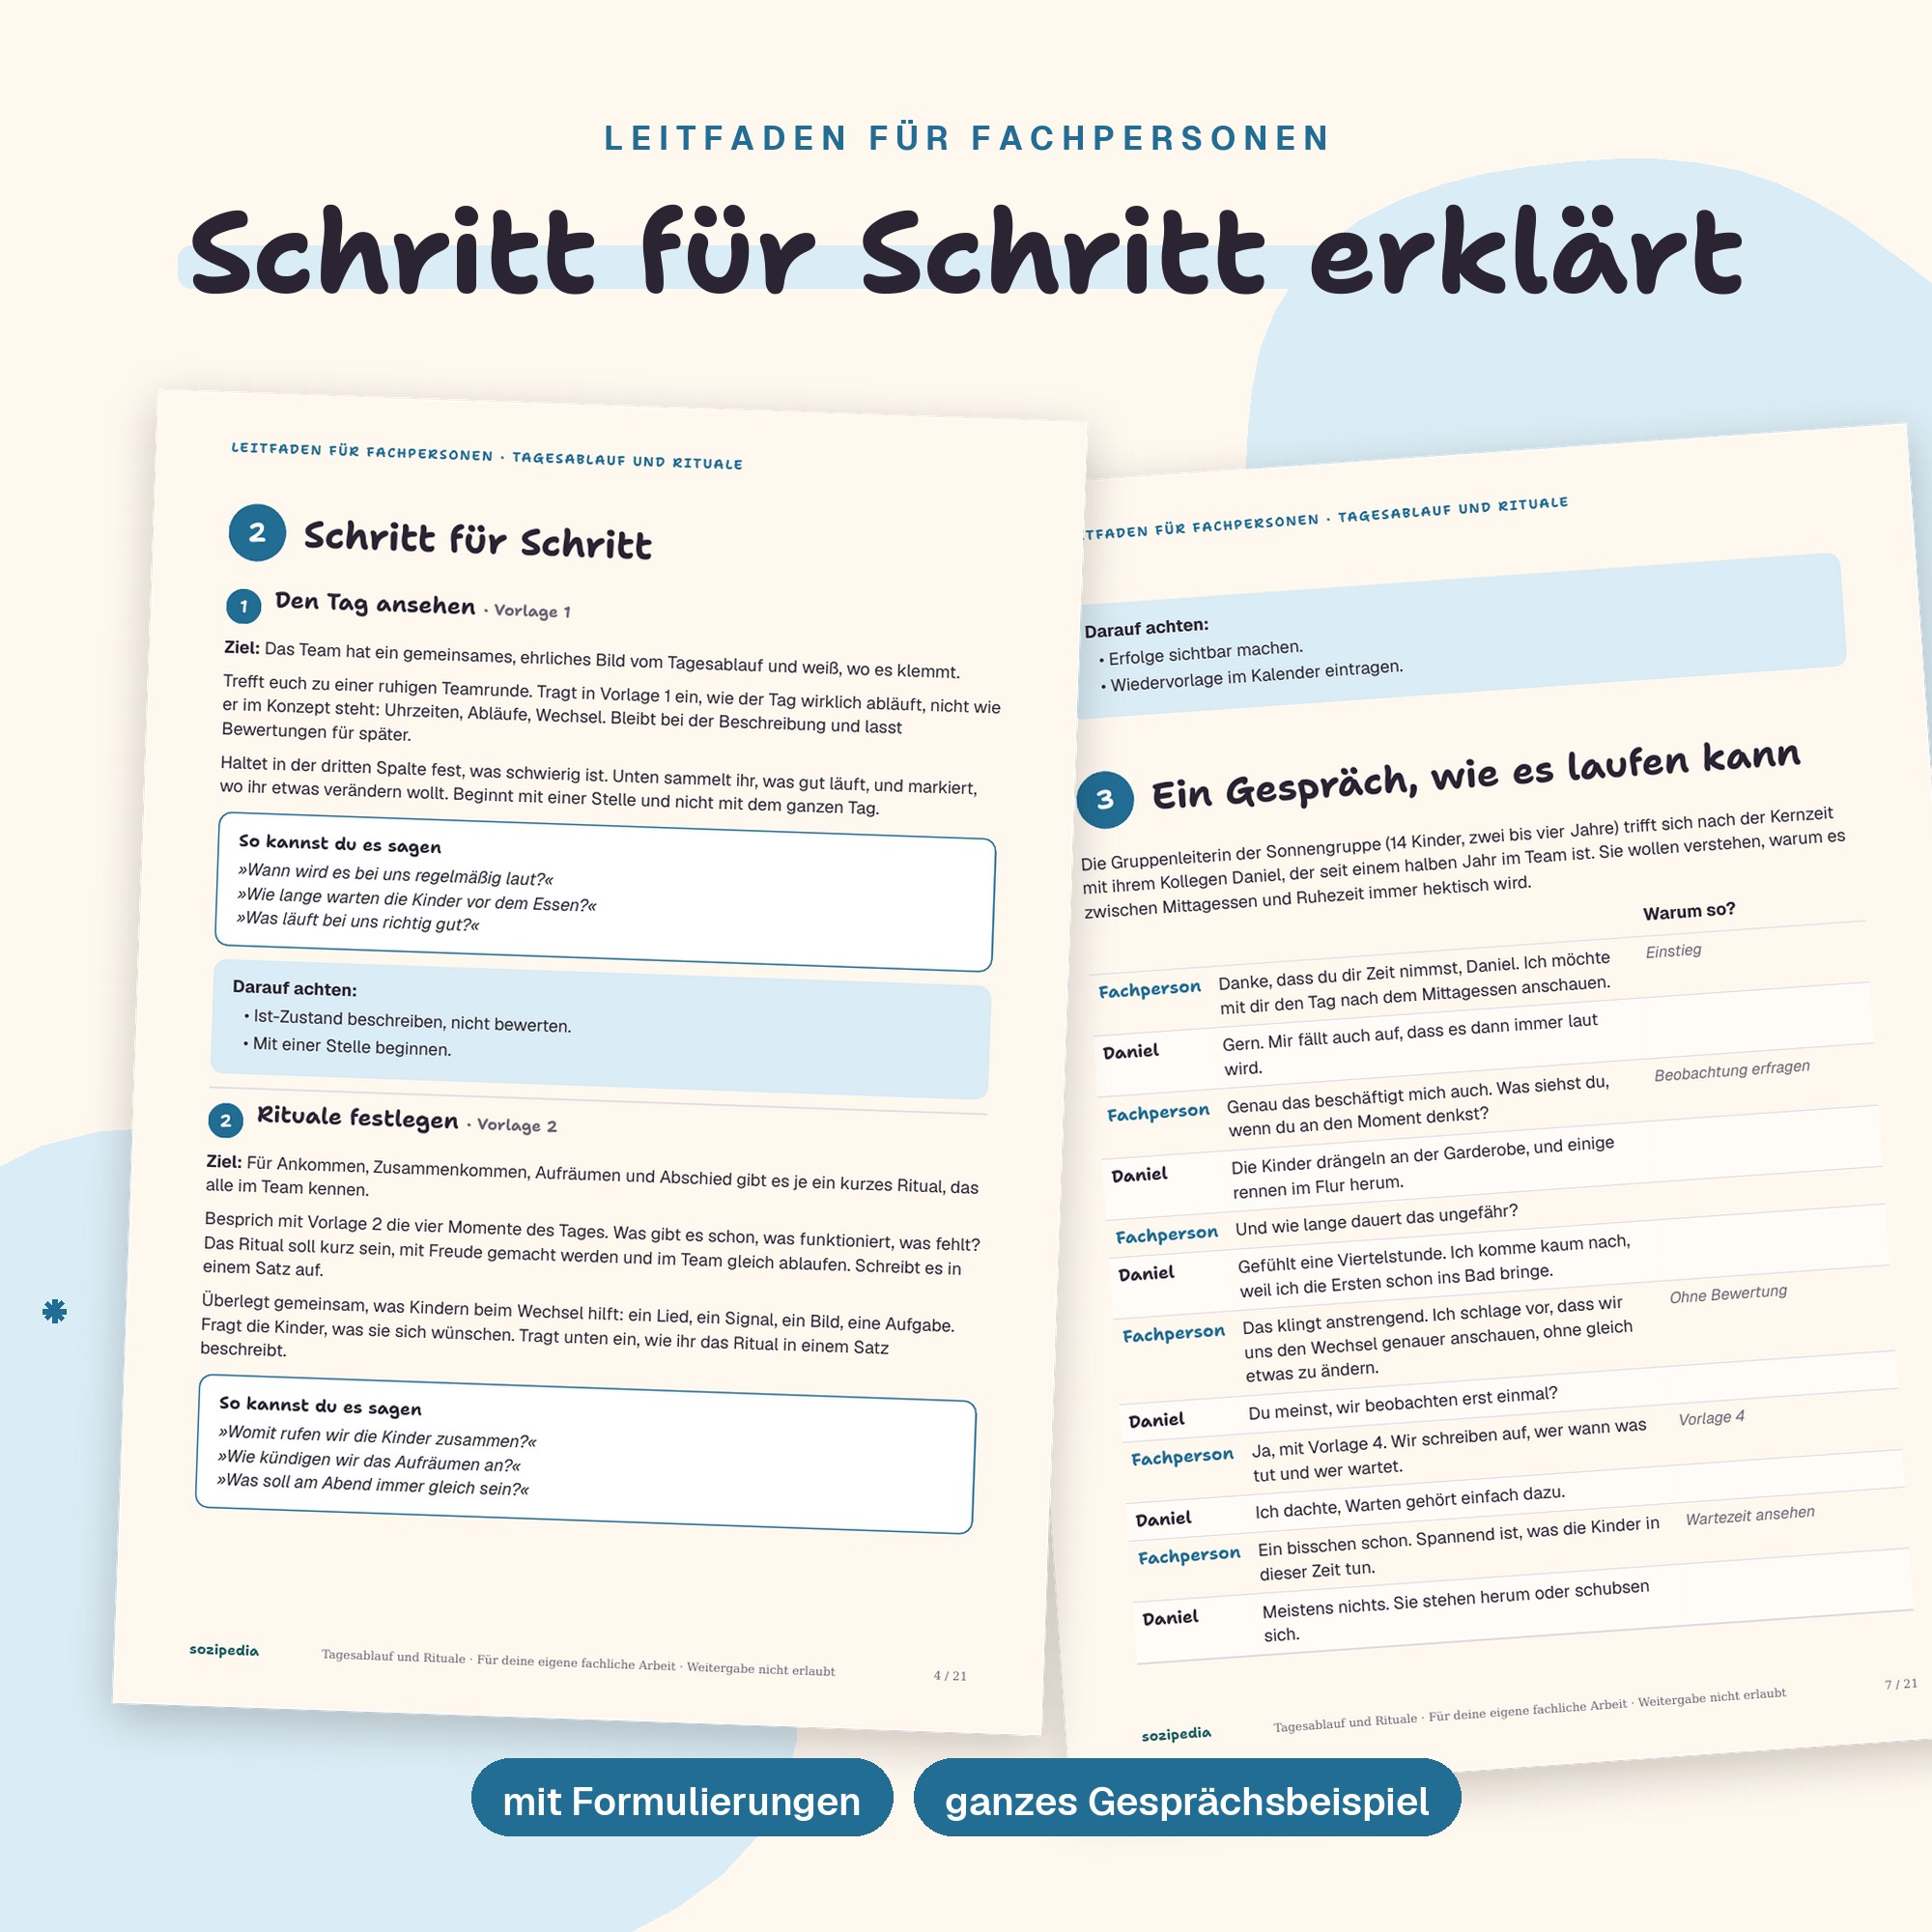 LEITFADEN FÜR FACHPERSONEN
Schritt für Schritt erklärt
LEITFADEN FÜR FACHPERSONEN · TAGESABLAUF UND RITUALE
2 Schritt für Schritt
1 Den Tag ansehen · Vorlage 1
Ziel: Das Team hat ein gemeinsames, ehrliches Bild vom Tagesablauf und weiß, wo es klemmt.
Trefft euch zu einer ruhigen Teamrunde. Tragt in Vorlage 1 ein, wie der Tag wirklich abläuft, nicht wie
er im Konzept steht: Uhrzeiten, Abläufe, Wechsel. Bleibt bei der Beschreibung und lasst
Bewertungen für später.
Haltet in der dritten Spalte fest, was schwierig ist. Unten sammelt ihr, was gut läuft, und markiert,
wo ihr etwas verändern wollt. Beginnt mit einer Stelle und nicht mit dem ganzen Tag.
So kannst du es sagen
»Wann wird es bei uns regelmäßig laut?«
»Wie lange warten die Kinder vor dem Essen?«
»Was läuft bei uns richtig gut?«
Darauf achten:
• Ist-Zustand beschreiben, nicht bewerten.
• Mit einer Stelle beginnen.
2 Rituale festlegen · Vorlage 2
Ziel: Für Ankommen, Zusammenkommen, Aufräumen und Abschied gibt es je ein kurzes Ritual, das
alle im Team kennen.
Besprich mit Vorlage 2 die vier Momente des Tages. Was gibt es schon, was funktioniert, was fehlt?
Das Ritual soll kurz sein, mit Freude gemacht werden und im Team gleich ablaufen. Schreibt es in
einem Satz auf.
Überlegt gemeinsam, was Kindern beim Wechsel hilft: ein Lied, ein Signal, ein Bild, eine Aufgabe.
Fragt die Kinder, was sie sich wünschen. Tragt unten ein, wie ihr das Ritual in einem Satz
beschreibt.
So kannst du es sagen
»Womit rufen wir die Kinder zusammen?«
»Wie kündigen wir das Aufräumen an?«
»Was soll am Abend immer gleich sein?«
sozipedia Tagesablauf und Rituale · Für deine eigene fachliche Arbeit · Weitergabe nicht erlaubt 4 / 21
TFADEN FÜR FACHPERSONEN · TAGESABLAUF UND RITUALE
Darauf achten:
• Erfolge sichtbar machen.
• Wiedervorlage im Kalender eintragen.
3 Ein Gespräch, wie es laufen kann
Die Gruppenleiterin der Sonnengruppe (14 Kinder, zwei bis vier Jahre) trifft sich nach der Kernzeit
mit ihrem Kollegen Daniel, der seit einem halben Jahr im Team ist. Sie wollen verstehen, warum es
zwischen Mittagessen und Ruhezeit immer hektisch wird.
Warum so?
Fachperson Danke, dass du dir Zeit nimmst, Daniel. Ich möchte Einstieg
mit dir den Tag nach dem Mittagessen anschauen.
Daniel Gern. Mir fällt auch auf, dass es dann immer laut
wird.
Fachperson Genau das beschäftigt mich auch. Was siehst du, Beobachtung erfragen
wenn du an den Moment denkst?
Daniel Die Kinder drängeln an der Garderobe, und einige
rennen im Flur herum.
Fachperson Und wie lange dauert das ungefähr?
Daniel Gefühlt eine Viertelstunde. Ich komme kaum nach,
weil ich die Ersten schon ins Bad bringe.
Fachperson Das klingt anstrengend. Ich schlage vor, dass wir Ohne Bewertung
uns den Wechsel genauer anschauen, ohne gleich
etwas zu ändern.
Daniel Du meinst, wir beobachten erst einmal?
Fachperson Ja, mit Vorlage 4. Wir schreiben auf, wer wann was Vorlage 4
tut und wer wartet.
Daniel Ich dachte, Warten gehört einfach dazu.
Fachperson Ein bisschen schon. Spannend ist, was die Kinder in Wartezeit ansehen
dieser Zeit tun.
Daniel Meistens nichts. Sie stehen herum oder schubsen
sich.
sozipedia Tagesablauf und Rituale · Für deine eigene fachliche Arbeit · Weitergabe nicht erlaubt 7 / 21
mit Formulierungen
ganzes Gesprächsbeispiel